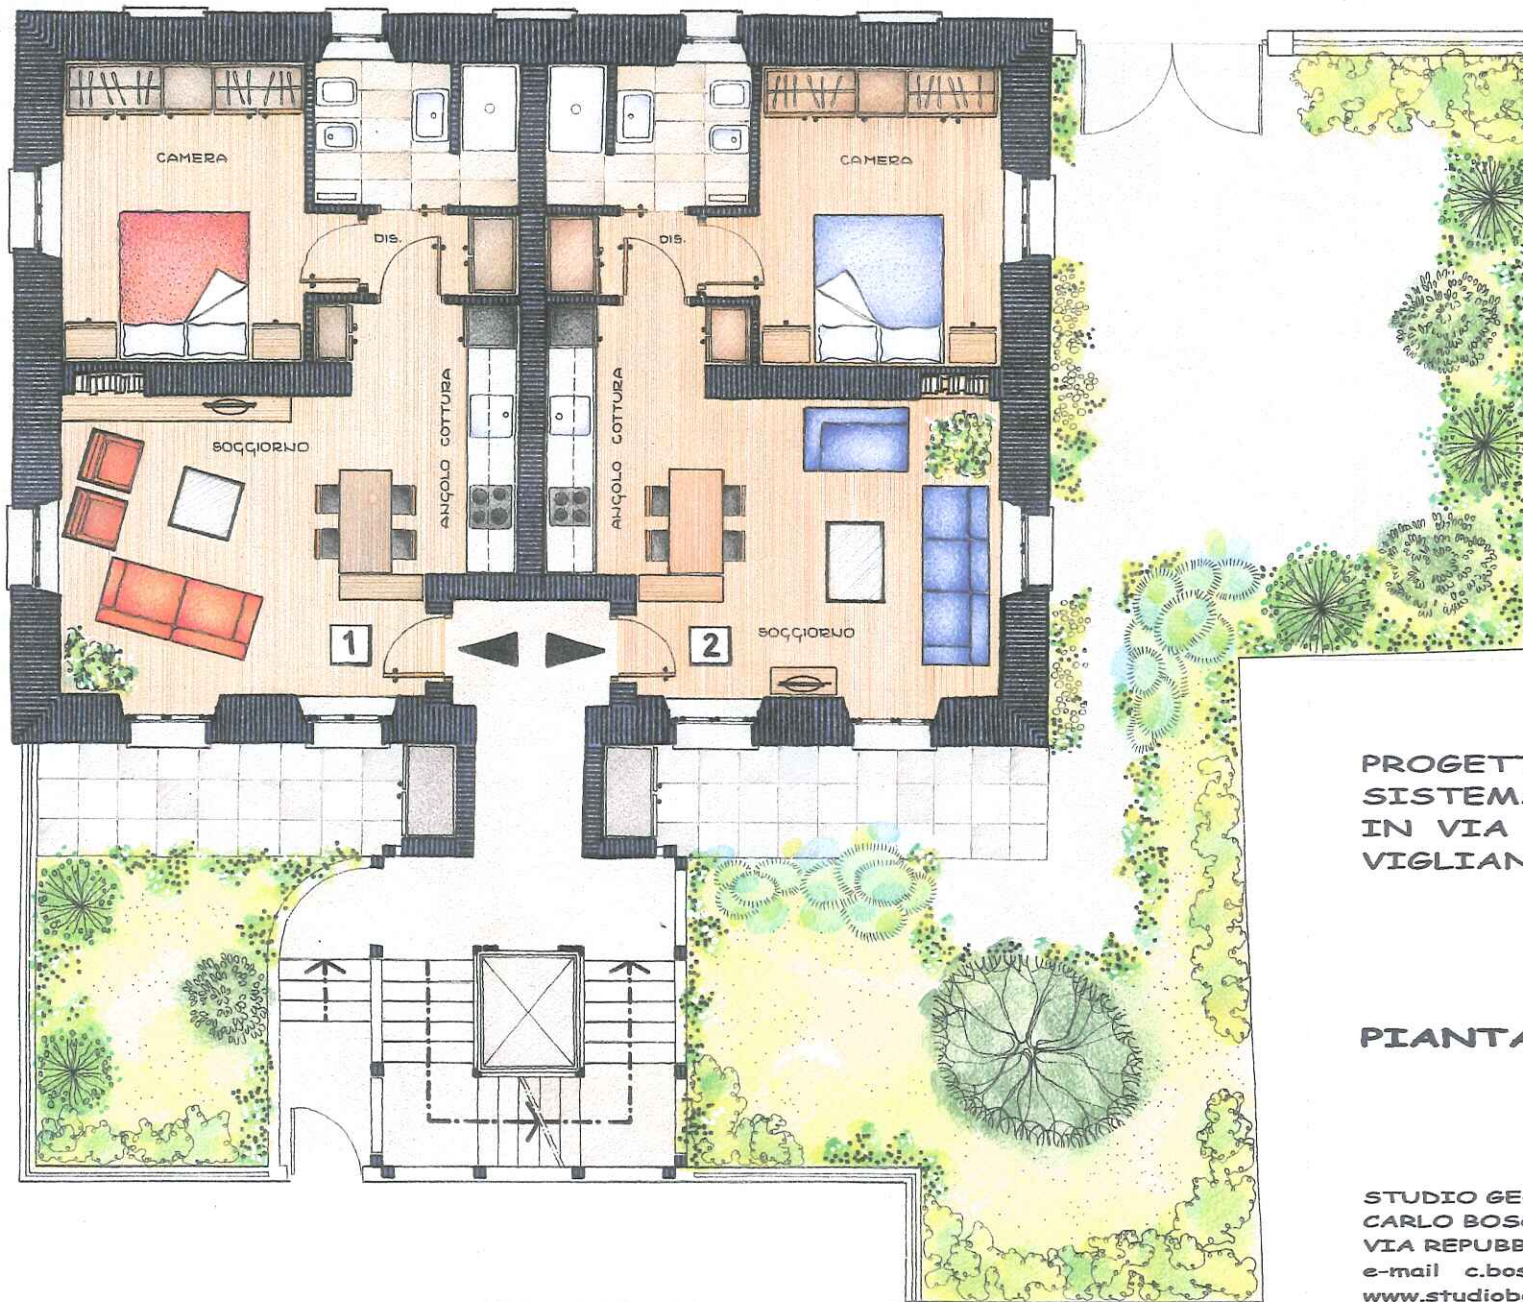 CAMERA
CAMERA
DIS.
DIS.
ANGOLO COTTURA
ANGOLO COTTURA
SOGGIORNO
SOGGIORNO
1
2
PROGETT
SISTEMA
IN VIA
VIGLIAN
PIANTA
STUDIO GE
CARLO BOS
VIA REPUBB
e-mail c.bos
www.studiob